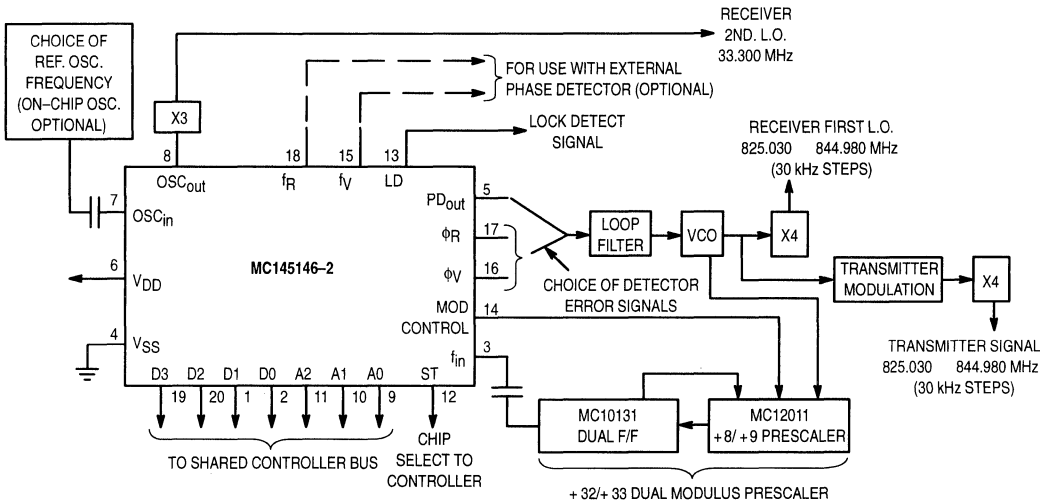 CHOICE OF
REF. OSC.
FREQUENCY
(ON–CHIP OSC.
OPTIONAL)
X3
RECEIVER
2ND. L.O.
33.300 MHz
FOR USE WITH EXTERNAL
PHASE DETECTOR (OPTIONAL)
LOCK DETECT
SIGNAL
RECEIVER FIRST L.O.
825.030 844.980 MHz
(30 kHz STEPS)
8
18
15
13
OSCout
fR
fV
LD
7
OSCin
PDout
5
ϕR
17
ϕV
16
LOOP
FILTER
VCO
X4
MC145146–2
6
VDD
CHOICE OF DETECTOR
ERROR SIGNALS
TRANSMITTER
MODULATION
X4
MOD
CONTROL
14
4
VSS
fin
3
TRANSMITTER SIGNAL
825.030 844.980 MHz
(30 kHz STEPS)
D3 D2 D1 D0 A2 A1 A0 ST
19 20 1 2 11 10 9 12
MC10131
DUAL F/F
MC12011
+8/+9 PRESCALER
TO SHARED CONTROLLER BUS
CHIP
SELECT TO
CONTROLLER
+ 32/+ 33 DUAL MODULUS PRESCALER